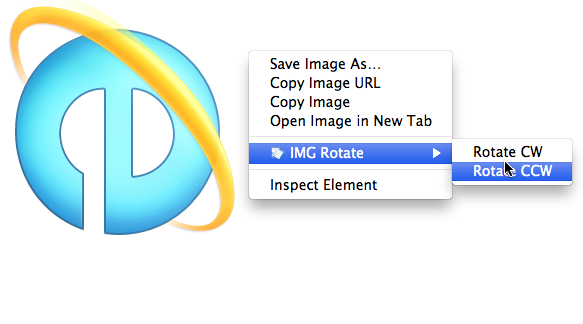 Save Image As…
Copy Image URL
Copy Image
Open Image in New Tab
IMG Rotate
Rotate CW
Rotate CCW
Inspect Element